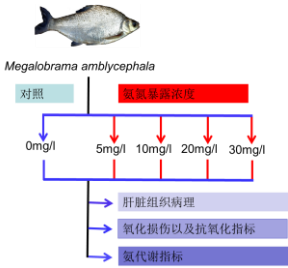 Megalobrama amblycephala
对照 氨氮暴露浓度
0mg/l 5mg/l 10mg/l 20mg/l 30mg/l
肝脏组织病理
氧化损伤以及抗氧化指标
氨代谢指标